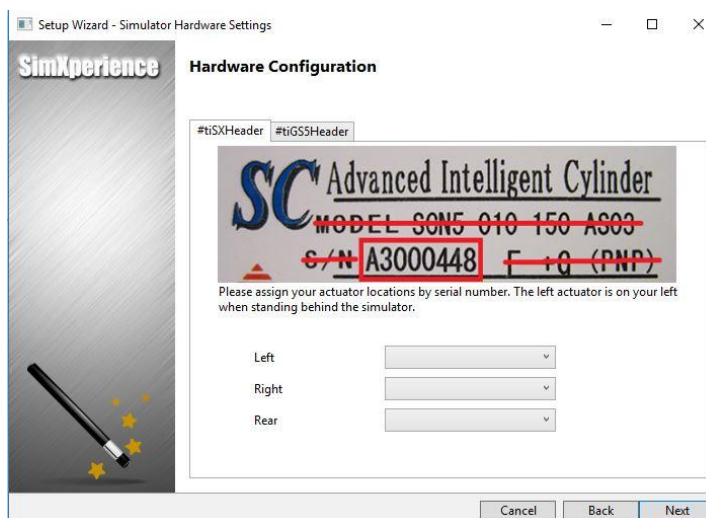 Setup Wizard - Simulator Hardware Settings
SimXperience
Hardware Configuration
#tiSXHeader #tiGS5Header
SC Advanced Intelligent Cylinder
MODEL SCN5 010 150 AS03
S/N A3000448 F +G (PNP)
Please assign your actuator locations by serial number. The left actuator is on your left
when standing behind the simulator.
Left
Right
Rear
Cancel Back Next